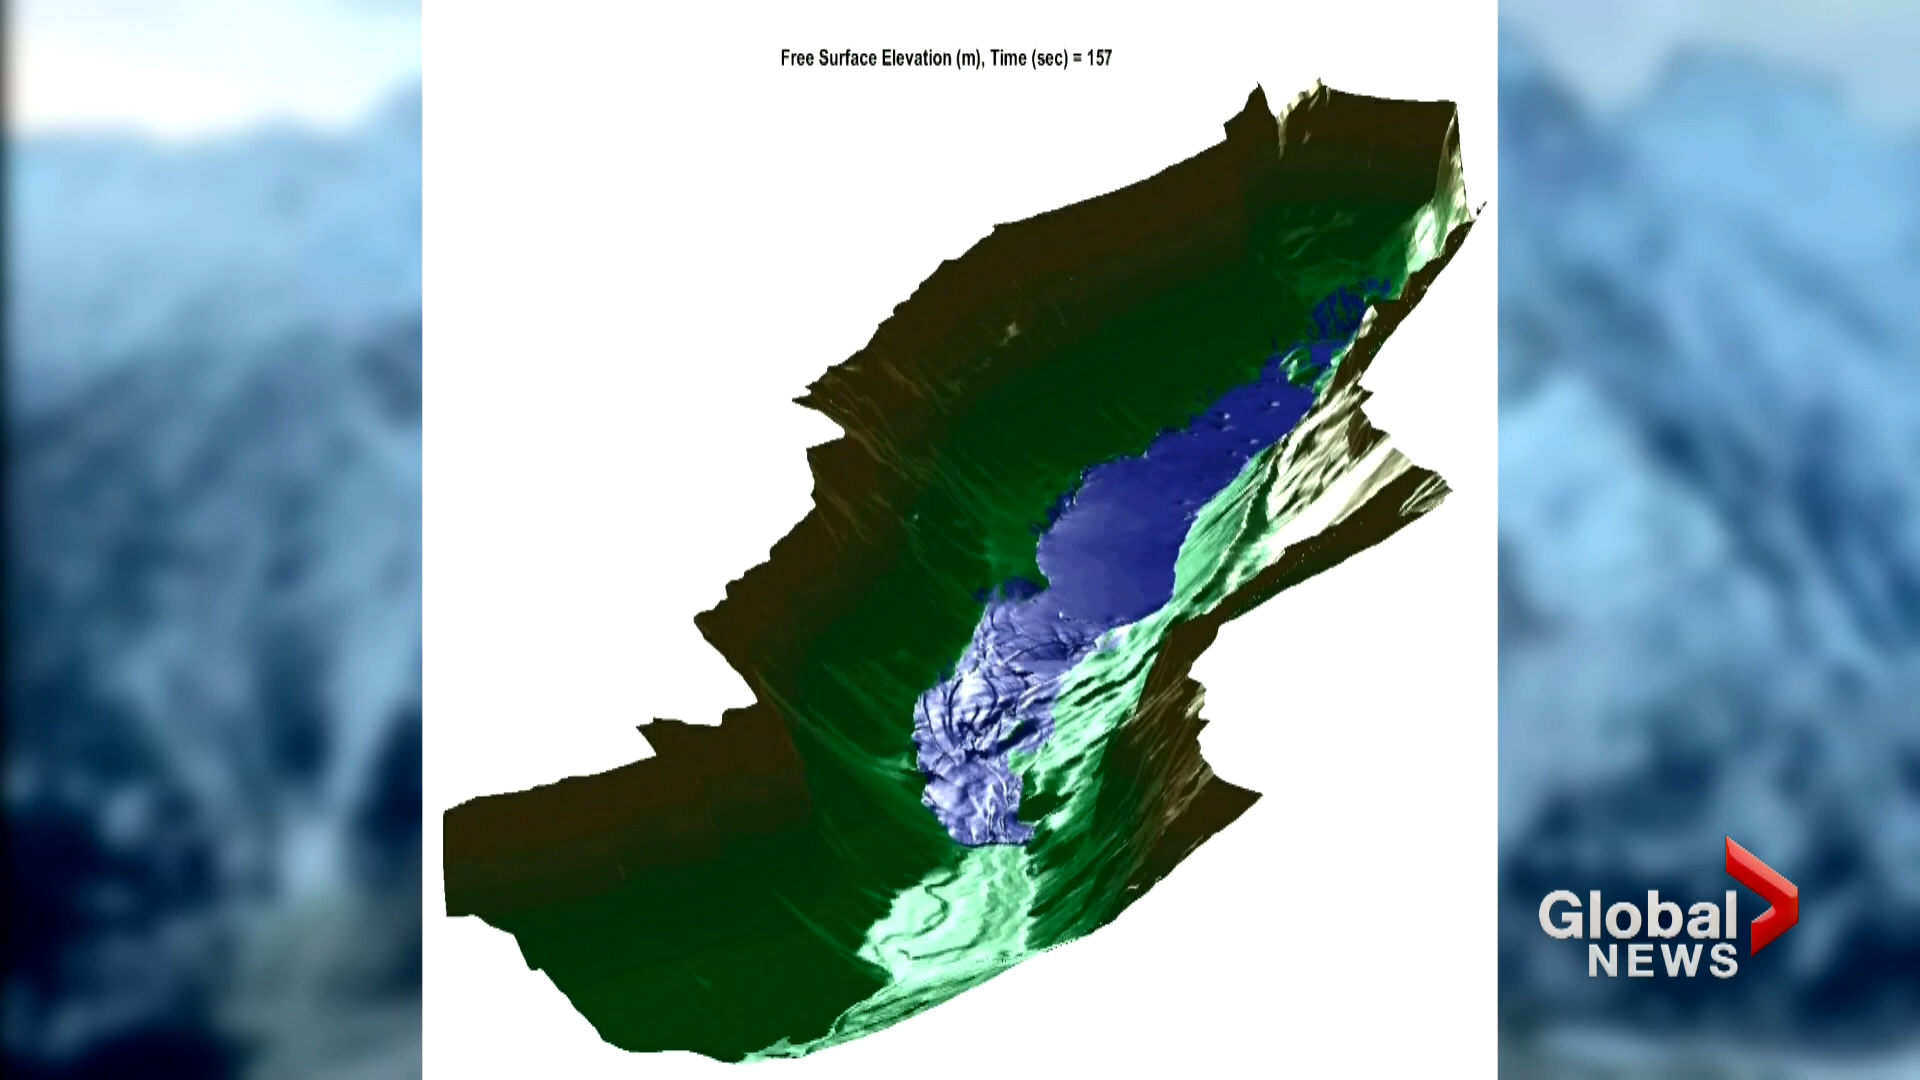 Free Surface Elevation (m), Time (sec) = 157
Global
NEWS